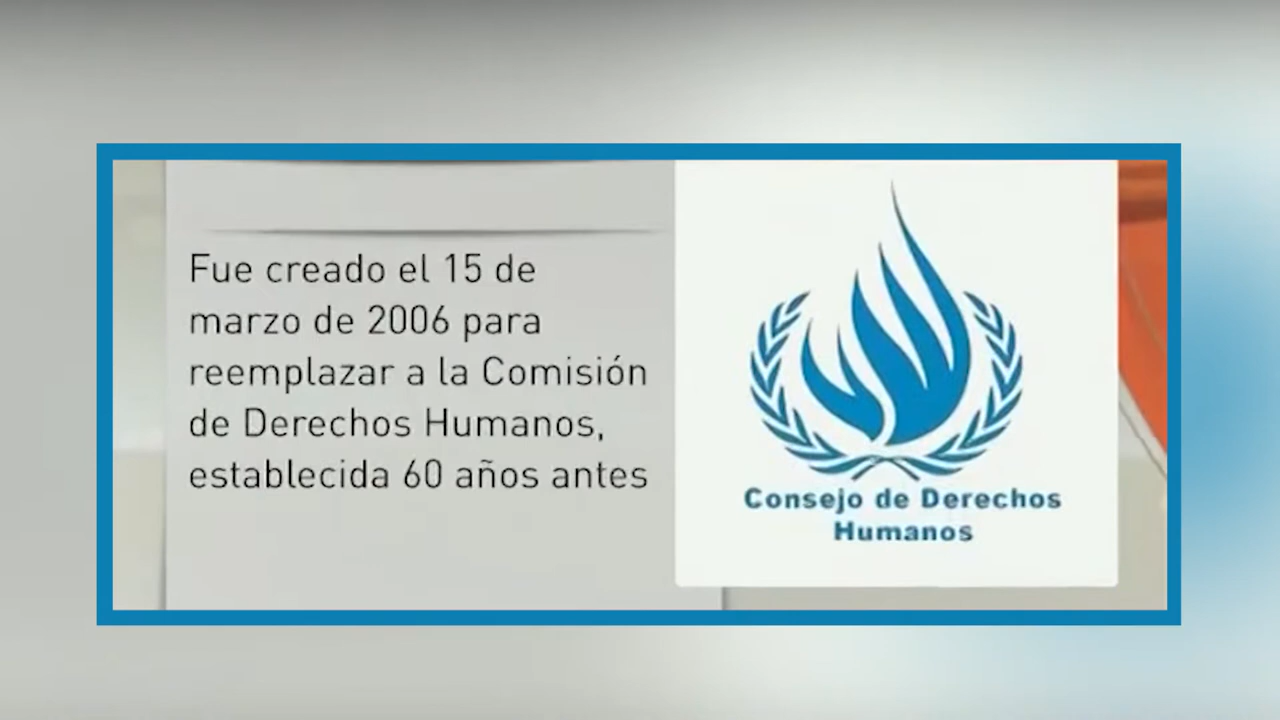 Fue creado el 15 de
marzo de 2006 para
reemplazar a la Comisión
de Derechos Humanos,
establecida 60 años antes
Consejo de Derechos
Humanos